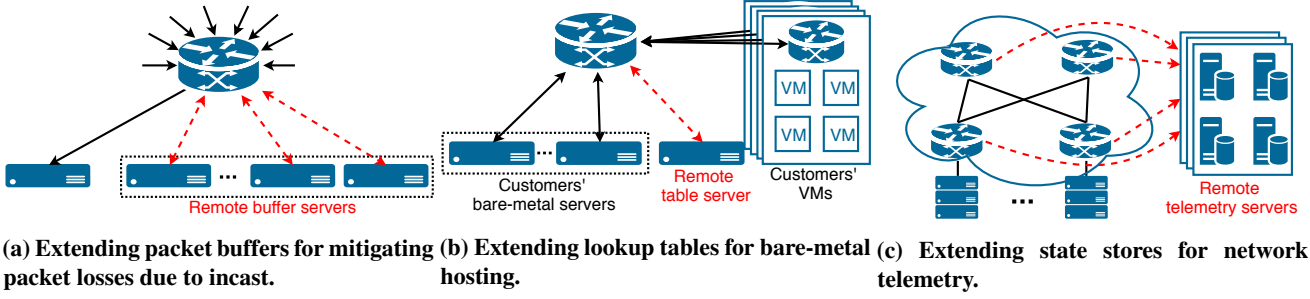 ...
Remote buffer servers
(a) Extending packet buffers for mitigating
packet losses due to incast.
VM VM
VM VM
...
Customers'
bare-metal servers
Remote
table server
Customers'
VMs
(b) Extending lookup tables for bare-metal
hosting.
...
Remote
telemetry servers
(c) Extending state stores for network
telemetry.